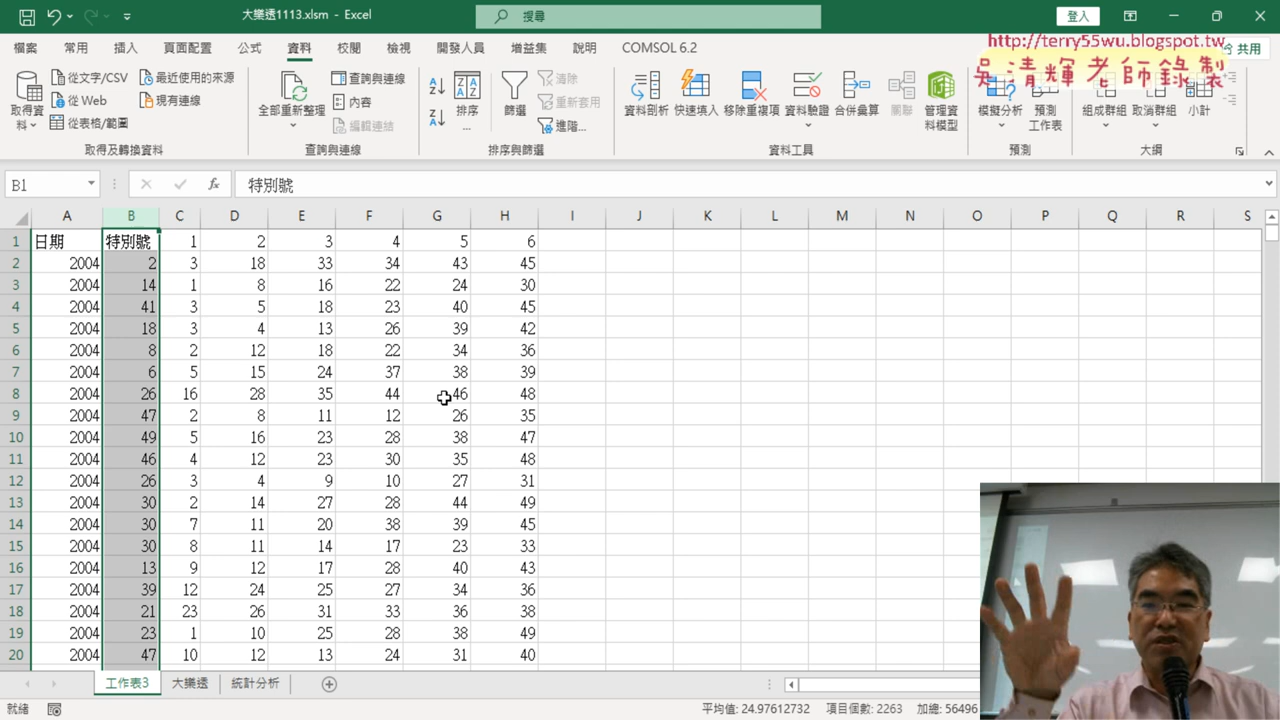 大樂透1113.xlsm - Excel
搜尋
登入
檔案 常用 插入 頁面配置 公式 資料 校閱 檢視 開發人員 增益集 說明 COMSOL 6.2
http://terry55wu.blogspot.tw
共用
吳清輝老師錄製
取得資料
從文字/CSV
從 Web
從表格/範圍
最近使用的來源
現有連線
取得及轉換資料
全部重新整理
查詢與連線
內容
編輯連結
查詢與連線
排序...
篩選
清除
重新套用
進階...
排序與篩選
資料剖析 快速填入 移除重複項 資料驗證 合併彙算 關聯 管理資料模型
資料工具
模擬分析 預測工作表
預測
組成群組 取消群組 小計
大綱
B1
fx
特別號
A B C D E F G H I J K L M N O P Q R S
1 日期 特別號 1 2 3 4 5 6
2 2004 2 3 18 33 34 43 45
3 2004 14 1 8 16 22 24 30
4 2004 41 3 5 18 23 40 45
5 2004 18 3 4 13 26 39 42
6 2004 8 2 12 18 22 34 36
7 2004 6 5 15 24 37 38 39
8 2004 26 16 28 35 44 46 48
9 2004 47 2 8 11 12 26 35
10 2004 49 5 16 23 28 38 47
11 2004 46 4 12 23 30 35 48
12 2004 26 3 4 9 10 27 31
13 2004 30 2 14 27 28 44 49
14 2004 30 7 11 20 38 39 45
15 2004 30 8 11 14 17 23 33
16 2004 13 9 12 17 28 40 43
17 2004 39 12 24 25 27 34 36
18 2004 21 23 26 31 33 36 38
19 2004 23 1 10 25 28 38 49
20 2004 47 10 12 13 24 31 40
工作表3 大樂透 統計分析
就緒
平均值: 24.97612732 項目個數: 2263 加總: 56496